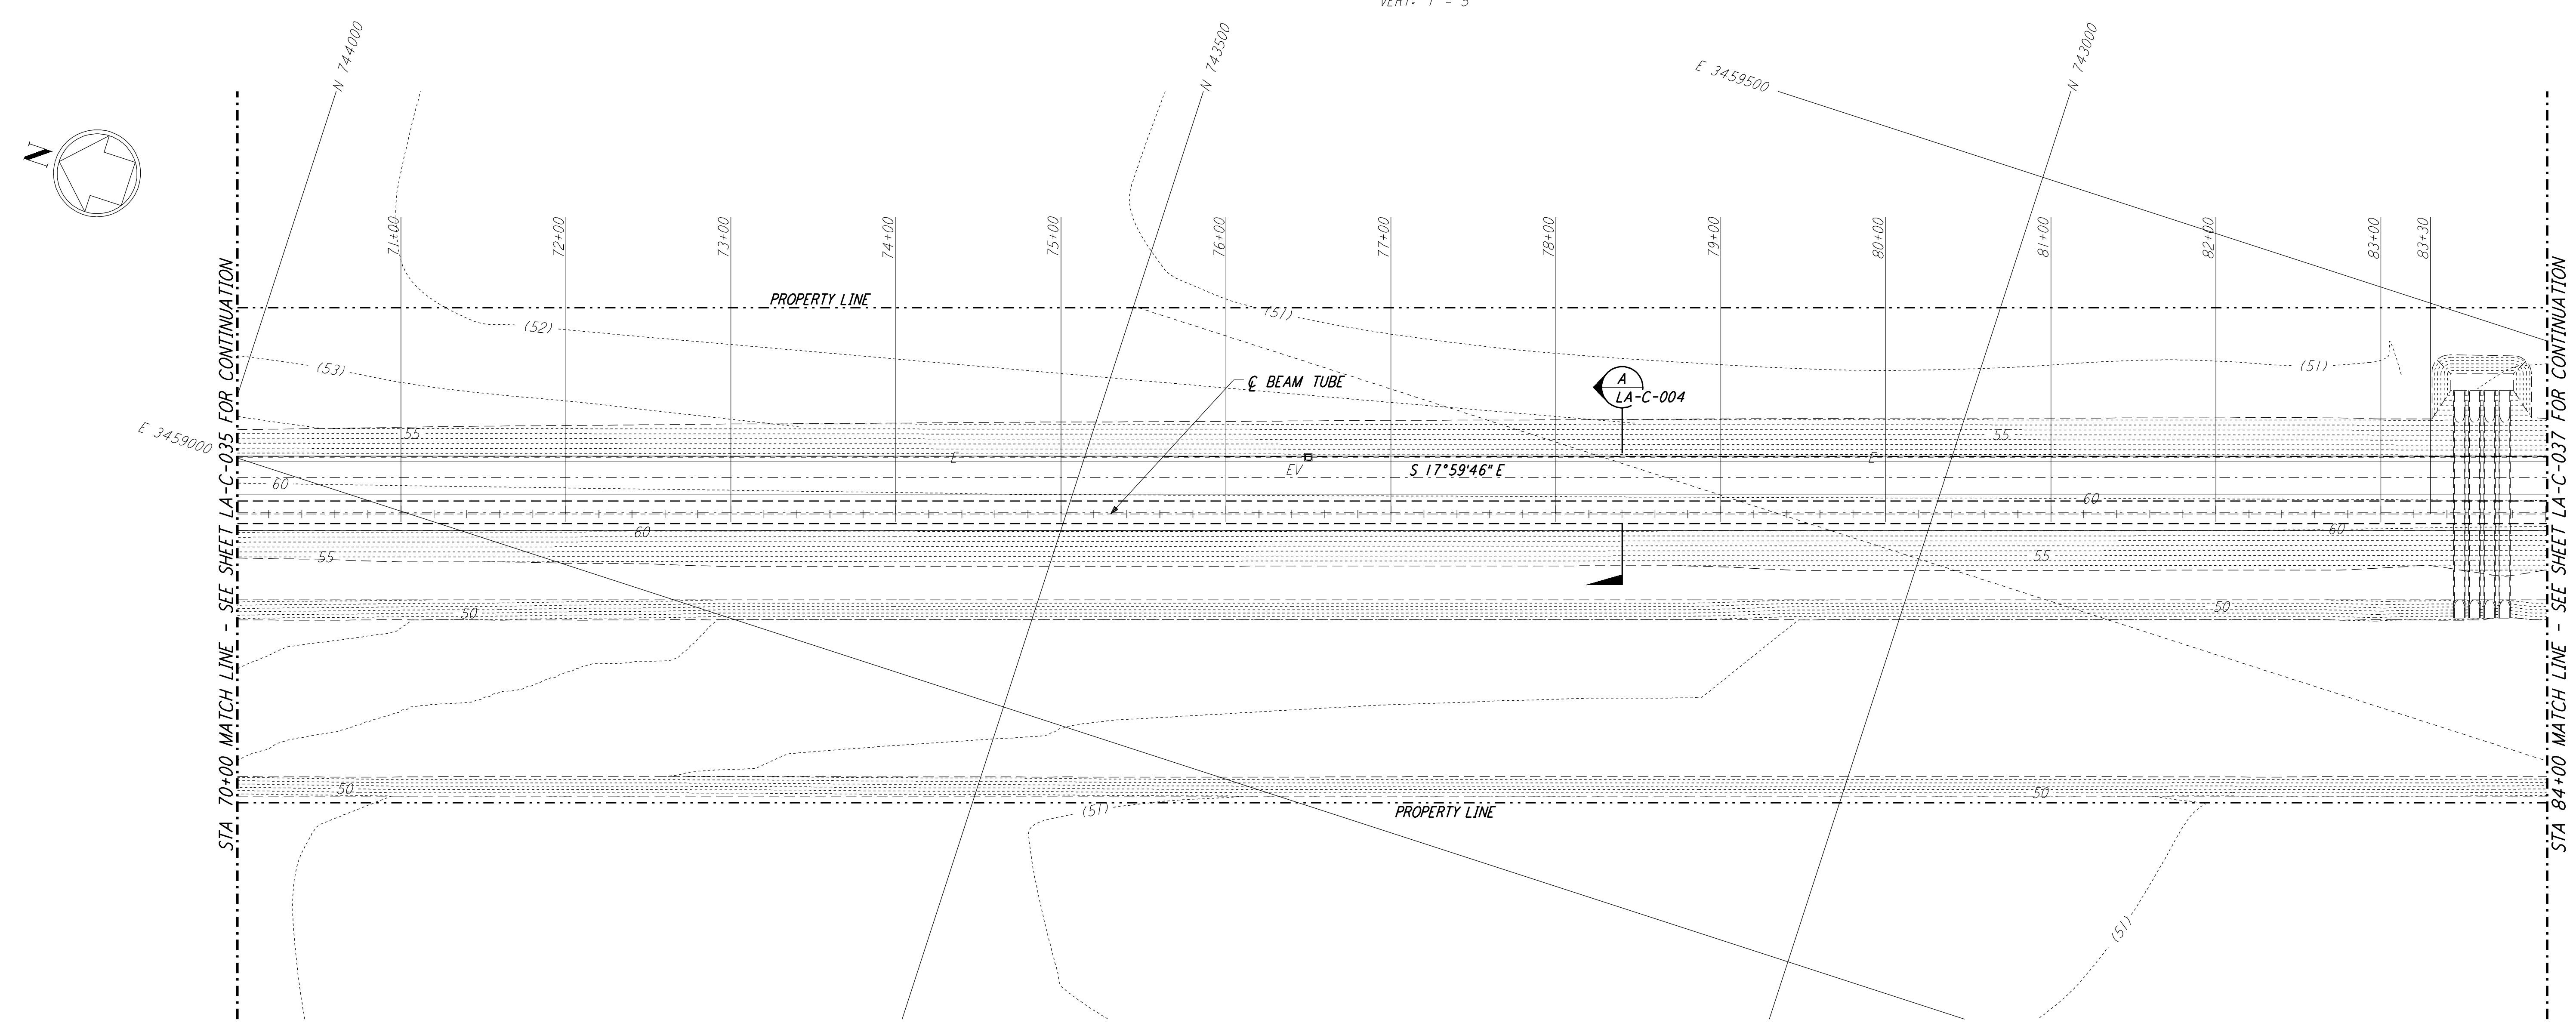 N 744000
N 743500
E 3459500
N 743000
N
71+00
72+00
73+00
74+00
75+00
76+00
77+00
78+00
79+00
80+00
81+00
82+00
83+00
83+30
PROPERTY LINE
(52)
(51)
(53)
(51)
℄ BEAM TUBE
A
LA-C-004
E 3459000
55
55
E
E
EV
S 17°59'46" E
60
60
60
60
55
55
50
50
50
50
PROPERTY LINE
(51)
(51)
STA 70+00 MATCH LINE - SEE SHEET LA-C-035 FOR CONTINUATION
STA 84+00 MATCH LINE - SEE SHEET LA-C-037 FOR CONTINUATION